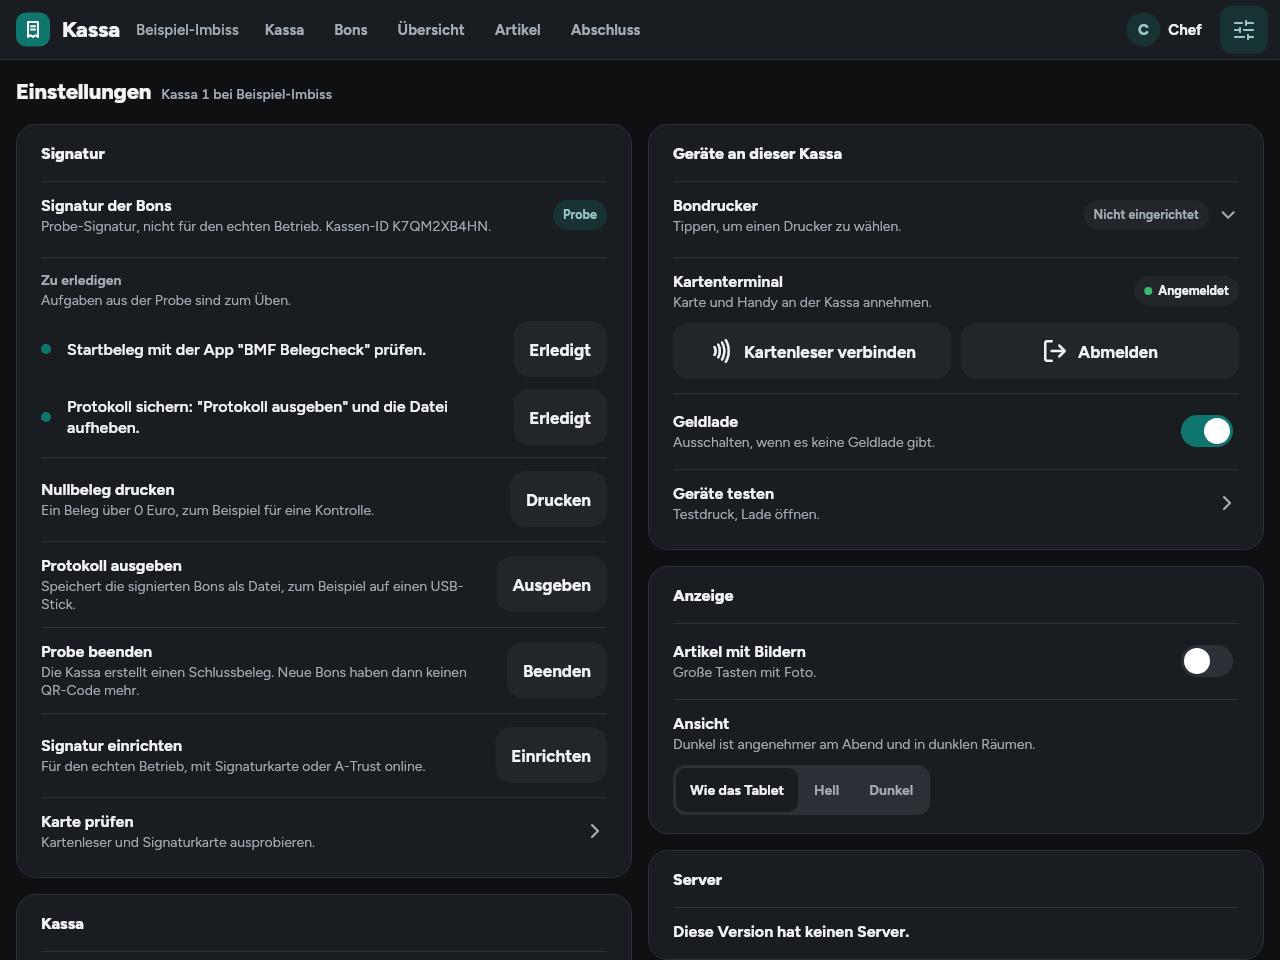 Kassa Beispiel-Imbiss Kassa Bons Übersicht Artikel Abschluss C Chef
Einstellungen Kassa 1 bei Beispiel-Imbiss
Signatur
Signatur der Bons
Probe-Signatur, nicht für den echten Betrieb. Kassen-ID K7QM2XB4HN.
Probe
Zu erledigen
Aufgaben aus der Probe sind zum Üben.
Startbeleg mit der App "BMF Belegcheck" prüfen.
Erledigt
Protokoll sichern: "Protokoll ausgeben" und die Datei
aufheben.
Erledigt
Nullbeleg drucken
Ein Beleg über 0 Euro, zum Beispiel für eine Kontrolle.
Drucken
Protokoll ausgeben
Speichert die signierten Bons als Datei, zum Beispiel auf einen USB-
Stick.
Ausgeben
Probe beenden
Die Kassa erstellt einen Schlussbeleg. Neue Bons haben dann keinen
QR-Code mehr.
Beenden
Signatur einrichten
Für den echten Betrieb, mit Signaturkarte oder A-Trust online.
Einrichten
Karte prüfen
Kartenleser und Signaturkarte ausprobieren.
Kassa
Geräte an dieser Kassa
Bondrucker
Tippen, um einen Drucker zu wählen.
Nicht eingerichtet
Kartenterminal
Karte und Handy an der Kassa annehmen.
Angemeldet
Kartenleser verbinden
Abmelden
Geldlade
Ausschalten, wenn es keine Geldlade gibt.
Geräte testen
Testdruck, Lade öffnen.
Anzeige
Artikel mit Bildern
Große Tasten mit Foto.
Ansicht
Dunkel ist angenehmer am Abend und in dunklen Räumen.
Wie das Tablet Hell Dunkel
Server
Diese Version hat keinen Server.